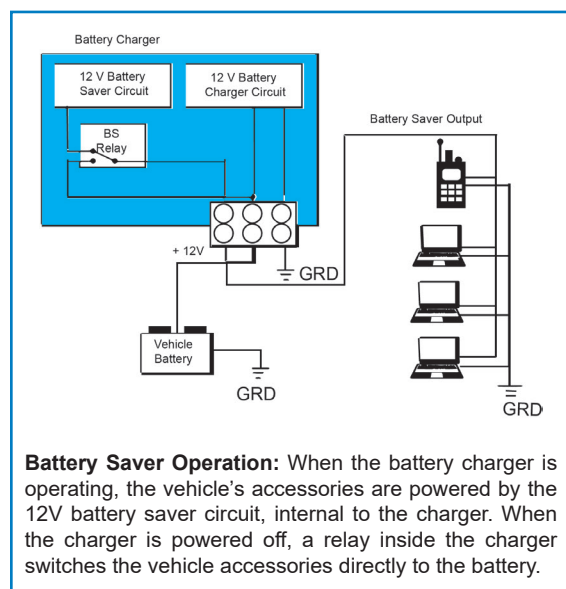 Battery Charger
12 V Battery
Saver Circuit
12 V Battery
Charger Circuit
BS
Relay
Battery Saver Output
+ 12V
GRD
Vehicle
Battery
GRD
GRD
Battery Saver Operation: When the battery charger is
operating, the vehicle's accessories are powered by the
12V battery saver circuit, internal to the charger. When
the charger is powered off, a relay inside the charger
switches the vehicle accessories directly to the battery.